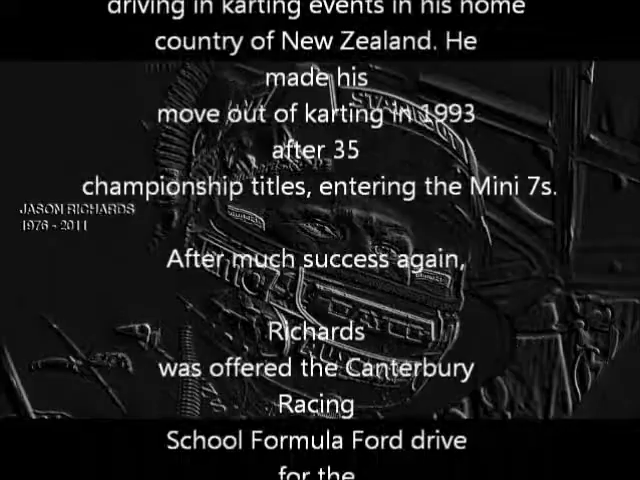 driving in karting events in his home
country of New Zealand. He
made his
move out of karting in 1993
after 35
championship titles, entering the Mini 7s.
JASON RICHARDS
1976 - 2011
After much success again,
Richards
was offered the Canterbury
Racing
School Formula Ford drive
for the